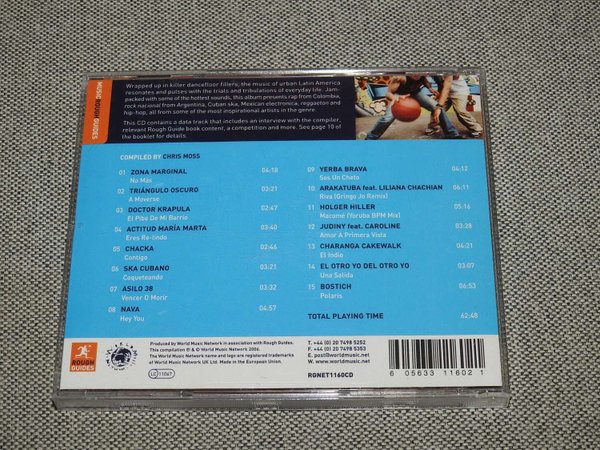 Wrapped up in killer dancefloor fillers, the music of urban Latin America
resonates and pulses with the trials and tribulations of everyday life. Jam-
packed with some of the hottest sounds, this album presents rap from Colombia,
rock nacional from Argentina, Cuban ska, Mexican electronica, reggaeton and
hip-hop, all from some of the most inspirational artists in the genre.
This CD contains a data track that includes an interview with the compiler,
relevant Rough Guide book content, a competition and more. See page 10 of
the booklet for details.
MUSIC ROUGH GUIDES
COMPILED BY CHRIS MOSS
01 ZONA MARGINAL 04:18
No Más
02 TRIÁNGULO OSCURO 03:21
A Moverse
03 DOCTOR KRAPULA 02:47
El Pibe De Mi Barrio
04 ACTITUD MARÍA MARTA 04:20
Eres Re-lindo
05 CHACKA 02:46
Contigo
06 SKA CUBANO 03:21
Coqueteando
07 ASILO 38 03:32
Vencer O Morir
08 NAVA 04:57
Hey You
09 YERBA BRAVA 04:12
Sos Un Cheto
10 ARAKATUBA feat. LILIANA CHACHIAN 06:11
Riva (Gringo Jo Remix)
11 HOLGER HILLER 05:16
Macome (Yoruba BPM Mix)
12 JUDINY feat. CAROLINE 03:28
Amor A Primera Vista
13 CHARANGA CAKEWALK 04:21
El Indio
14 EL OTRO YO DEL OTRO YO 03:07
Una Salida
15 BOSTICH 06:53
Polaris
TOTAL PLAYING TIME 62:48
ROUGH
GUIDES
Produced by World Music Network in association with Rough Guides.
This compilation ℗ & © World Music Network 2006.
The World Music Network name and logo are registered trademarks
of World Music Network UK Ltd. Made in the European Union.
LC 11067
T. +44 (0) 20 7498 5252
F. +44 (0) 20 7498 5353
E. post@worldmusic.net
W. www.worldmusic.net
RGNET1160CD
6 05633 11602 1